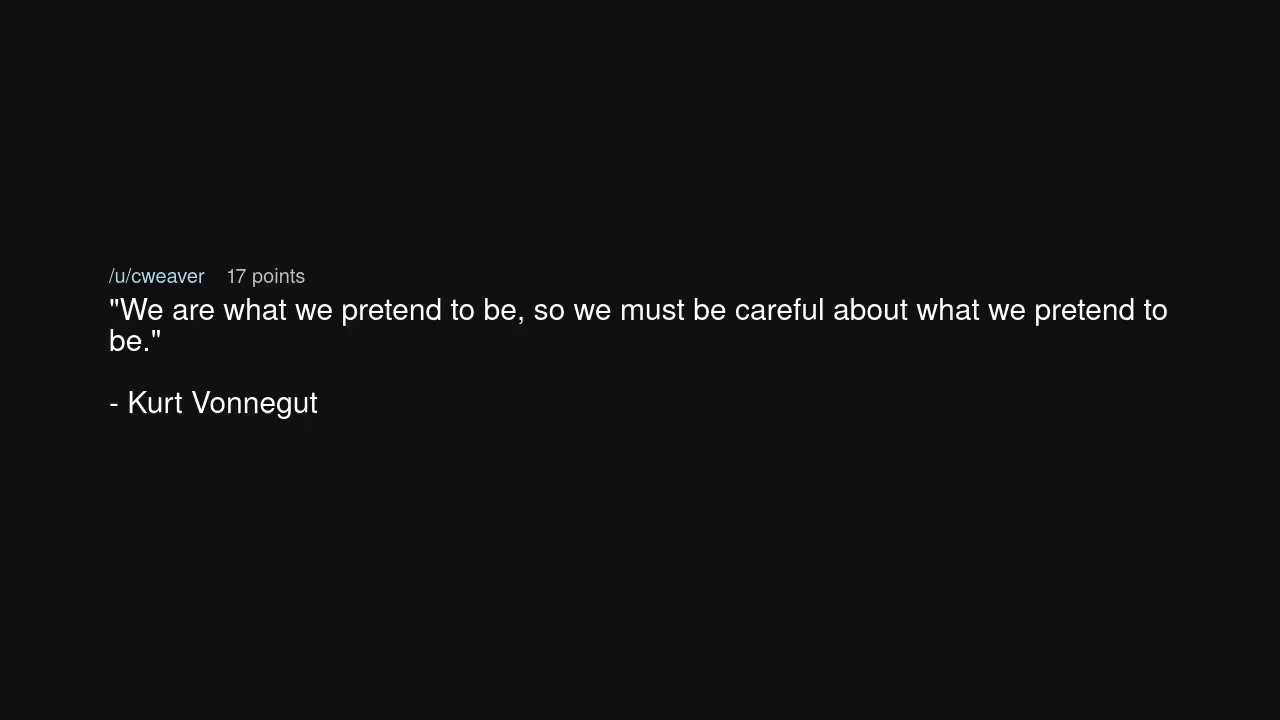 /u/cweaver 17 points
"We are what we pretend to be, so we must be careful about what we pretend to
be."
- Kurt Vonnegut